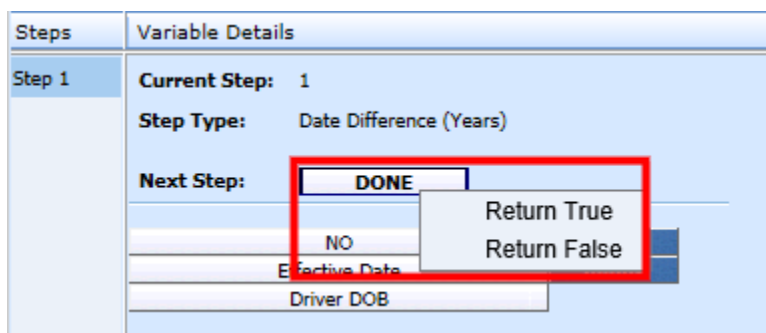 Steps
Variable Details
Step 1
Current Step: 1
Step Type: Date Difference (Years)
Next Step: DONE
Return True
Return False
NO
Effective Date
Driver DOB